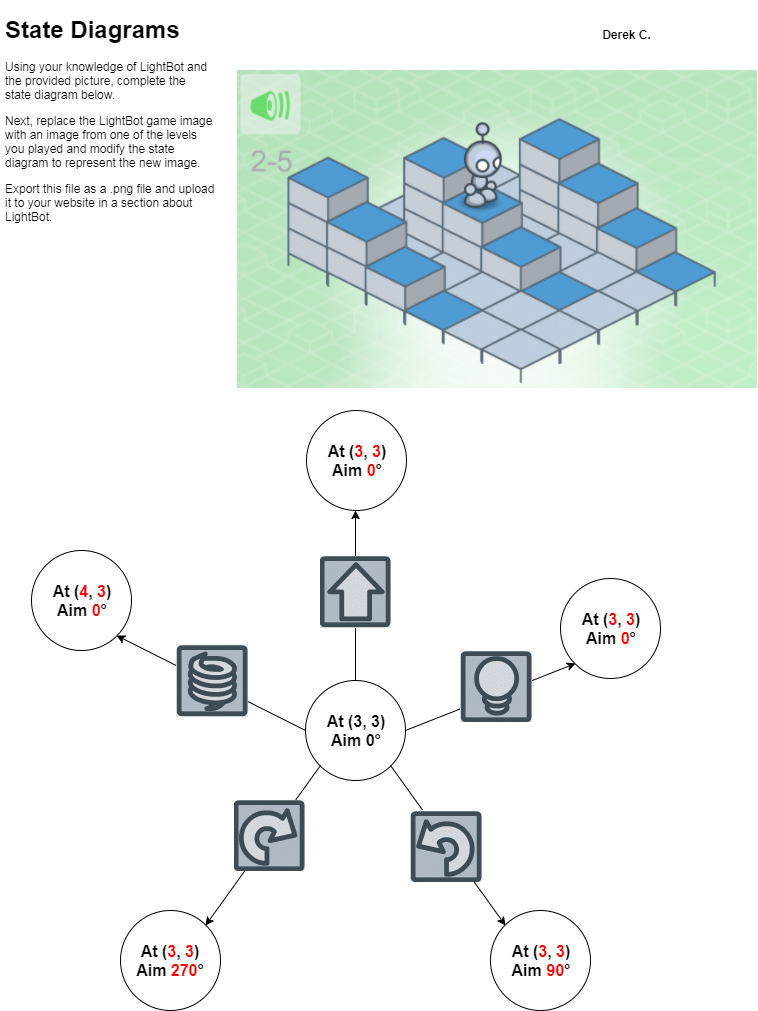 State Diagrams
Derek C.
Using your knowledge of LightBot and
the provided picture, complete the
state diagram below.
Next, replace the LightBot game image
with an image from one of the levels
you played and modify the state
diagram to represent the new image.
Export this file as a .png file and upload
it to your website in a section about
LightBot.
2-5
At (3, 3)
Aim 0°
At (4, 3)
Aim 0°
At (3, 3)
Aim 0°
At (3, 3)
Aim 0°
At (3, 3)
Aim 270°
At (3, 3)
Aim 90°